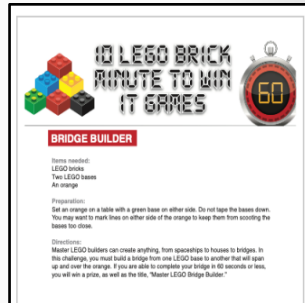 10 LEGO BRICK
MINUTE TO WIN
IT GAMES
60
BRIDGE BUILDER
Items needed:
LEGO bricks
Two LEGO bases
An orange
Preparation:
Set an orange on a table with a green base on either side. Do not tape the bases down.
You may want to mark lines on either side of the orange to keep them from scooting the
bases too close.
Directions:
Master LEGO builders can create anything, from spaceships to houses to bridges. In
this challenge, you must build a bridge from one LEGO base to another that will span
up and over the orange. If you are able to complete your bridge in 60 seconds or less,
you will win a prize, as well as the title, "Master LEGO Bridge Builder."